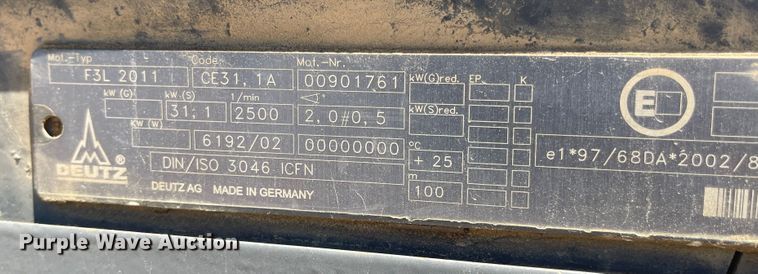 Mot.-Typ Code: Mot.-Nr.
F3L 2011 CE31, 1A 00901761 kW(G)red. EP K
kW (G) kW.(S) 1/min
31,1 2500 2,0#0,5 kW(S)red.
kW (W)
6192/02 00000000 °C
+ 25
DIN/ISO 3046 ICFN m
100
DEUTZ AG MADE IN GERMANY
DEUTZ ®
E
e1*97/68DA*2002/8
Purple Wave Auction